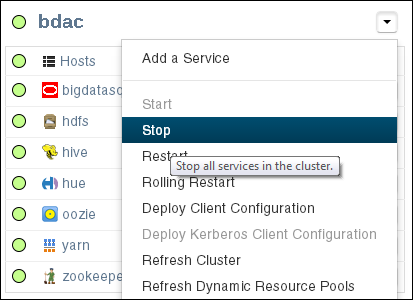 bdac
Add a Service
Hosts
bigdatasq
Start
hdfs
Stop
hive
Restart
Stop all services in the cluster.
hue
Rolling Restart
oozie
Deploy Client Configuration
yarn
Deploy Kerberos Client Configuration
zookeepe
Refresh Cluster
Refresh Dynamic Resource Pools